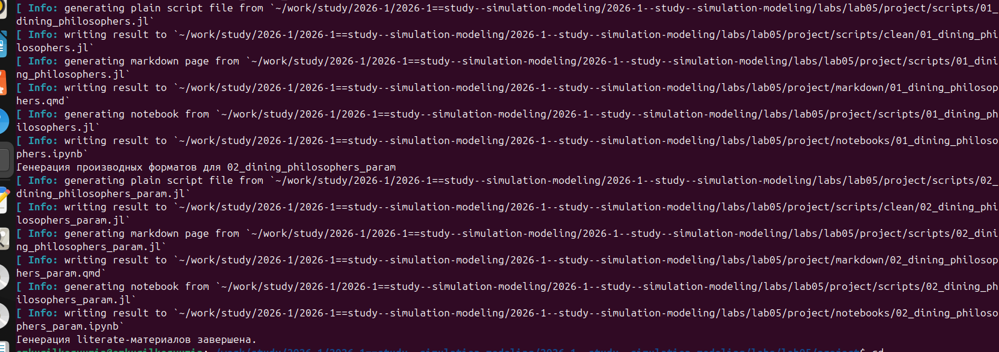 [ Info: generating plain script file from `~/work/study/2026-1/2026-1==study--simulation-modeling/2026-1--study--simulation-modeling/labs/lab05/project/scripts/01_
dining_philosophers.jl`
[ Info: writing result to `~/work/study/2026-1/2026-1==study--simulation-modeling/2026-1--study--simulation-modeling/labs/lab05/project/scripts/clean/01_dining_phi
losophers.jl`
[ Info: generating markdown page from `~/work/study/2026-1/2026-1==study--simulation-modeling/2026-1--study--simulation-modeling/labs/lab05/project/scripts/01_dini
ng_philosophers.jl`
[ Info: writing result to `~/work/study/2026-1/2026-1==study--simulation-modeling/2026-1--study--simulation-modeling/labs/lab05/project/markdown/01_dining_philosop
hers.qmd`
[ Info: generating notebook from `~/work/study/2026-1/2026-1==study--simulation-modeling/2026-1--study--simulation-modeling/labs/lab05/project/scripts/01_dining_ph
ilosophers.jl`
[ Info: writing result to `~/work/study/2026-1/2026-1==study--simulation-modeling/2026-1--study--simulation-modeling/labs/lab05/project/notebooks/01_dining_philoso
phers.ipynb`
Генерация производных форматов для 02_dining_philosophers_param
[ Info: generating plain script file from `~/work/study/2026-1/2026-1==study--simulation-modeling/2026-1--study--simulation-modeling/labs/lab05/project/scripts/02_
dining_philosophers_param.jl`
[ Info: writing result to `~/work/study/2026-1/2026-1==study--simulation-modeling/2026-1--study--simulation-modeling/labs/lab05/project/scripts/clean/02_dining_phi
losophers_param.jl`
[ Info: generating markdown page from `~/work/study/2026-1/2026-1==study--simulation-modeling/2026-1--study--simulation-modeling/labs/lab05/project/scripts/02_dini
ng_philosophers_param.jl`
[ Info: writing result to `~/work/study/2026-1/2026-1==study--simulation-modeling/2026-1--study--simulation-modeling/labs/lab05/project/markdown/02_dining_philosop
hers_param.qmd`
[ Info: generating notebook from `~/work/study/2026-1/2026-1==study--simulation-modeling/2026-1--study--simulation-modeling/labs/lab05/project/scripts/02_dining_ph
ilosophers_param.jl`
[ Info: writing result to `~/work/study/2026-1/2026-1==study--simulation-modeling/2026-1--study--simulation-modeling/labs/lab05/project/notebooks/02_dining_philoso
phers_param.ipynb`
Генерация literate-материалов завершена.